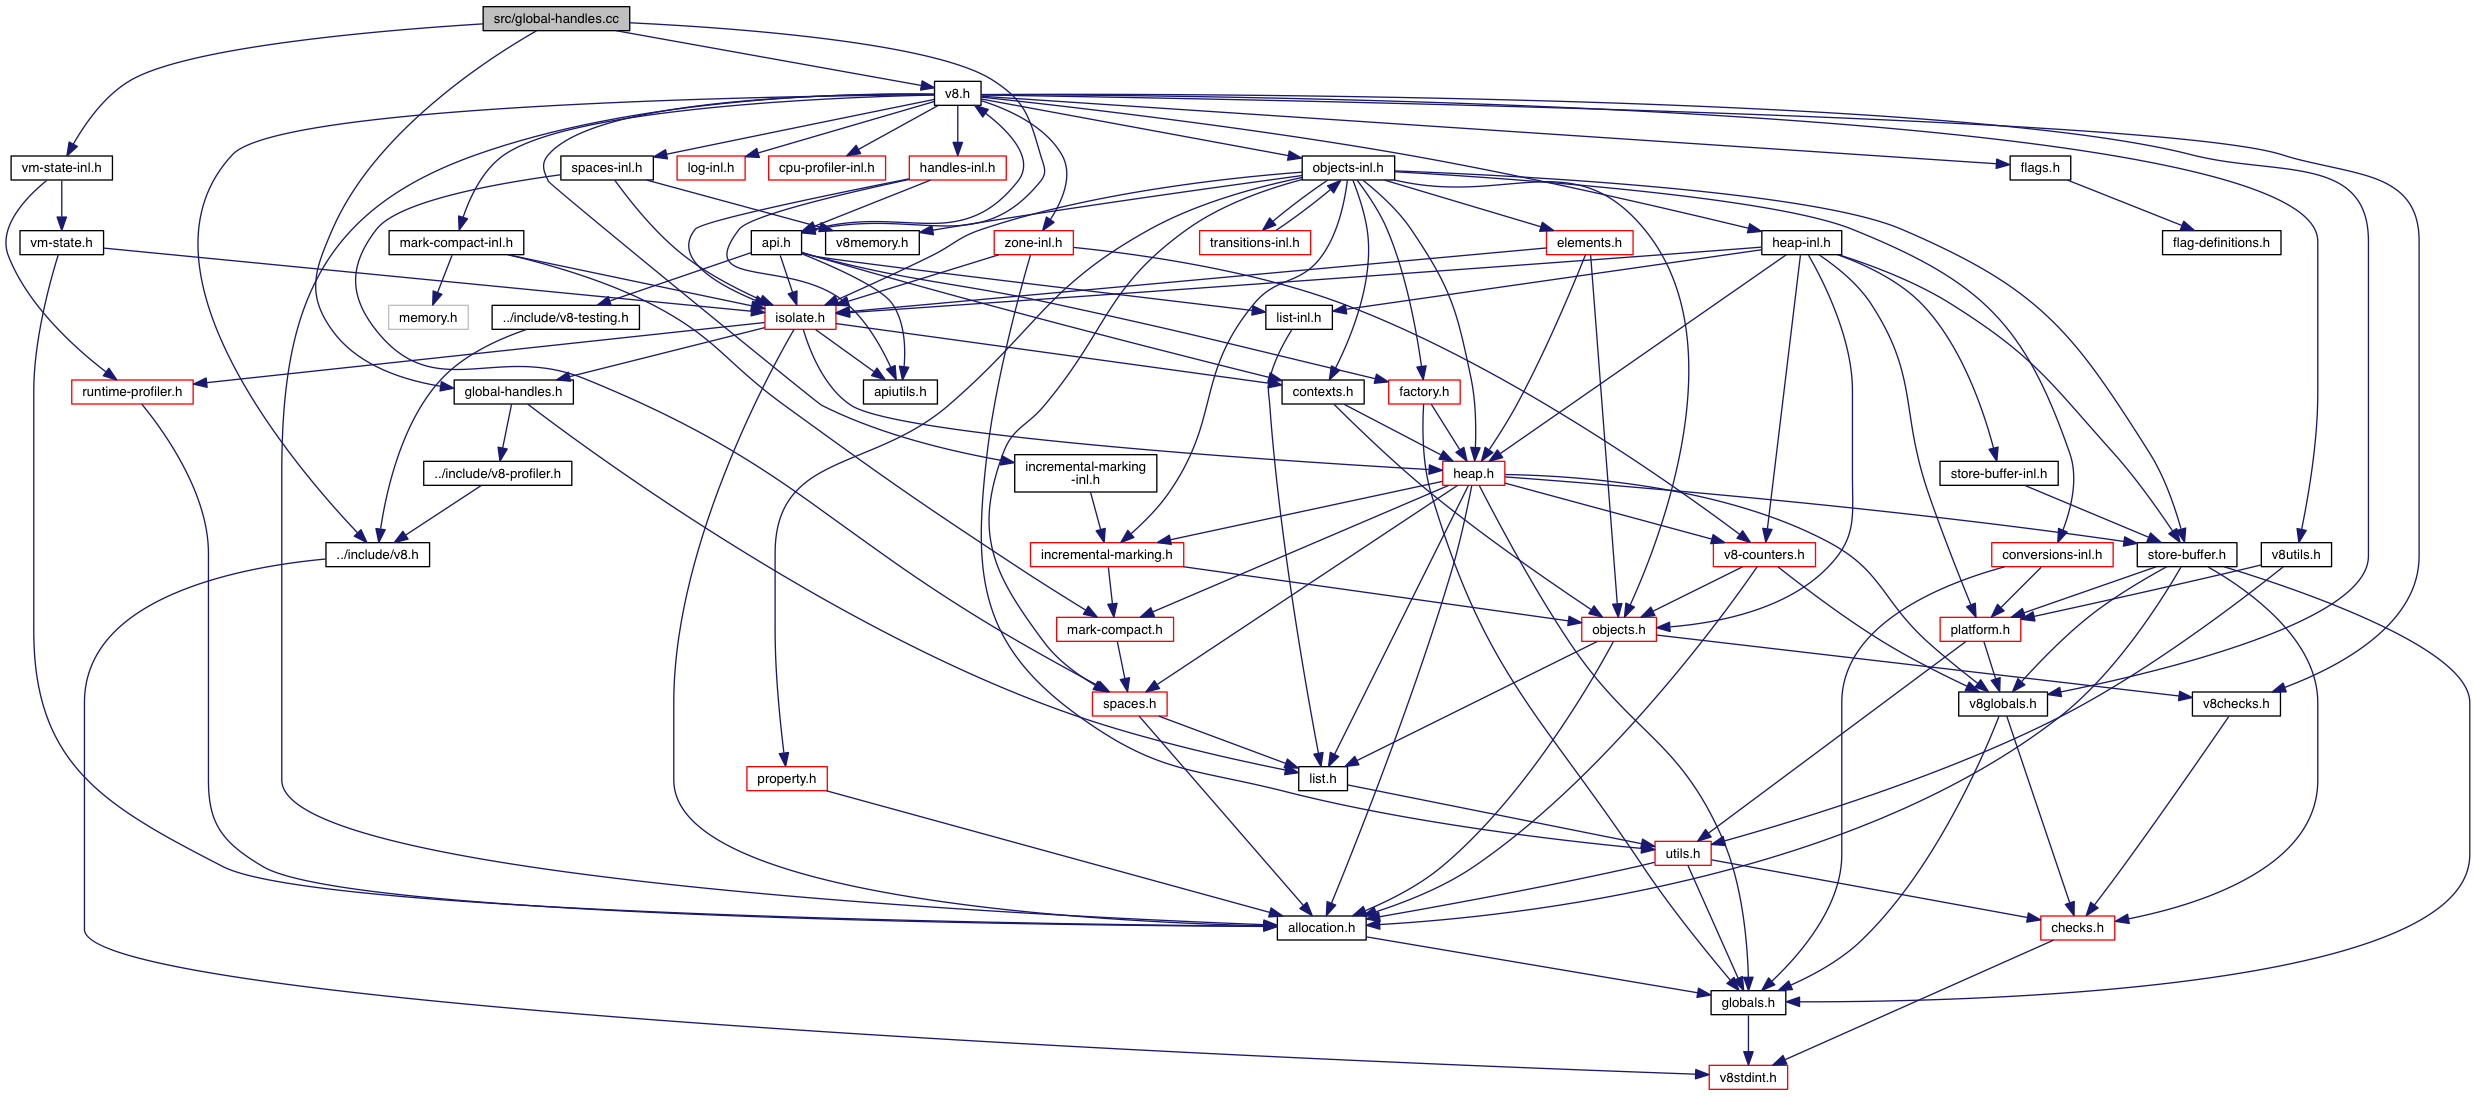 src/global-handles.cc
v8.h
vm-state-inl.h
spaces-inl.h
log-inl.h
cpu-profiler-inl.h
handles-inl.h
objects-inl.h
flags.h
vm-state.h
mark-compact-inl.h
api.h
v8memory.h
zone-inl.h
transitions-inl.h
elements.h
heap-inl.h
flag-definitions.h
memory.h
../include/v8-testing.h
isolate.h
list-inl.h
runtime-profiler.h
global-handles.h
apiutils.h
contexts.h
factory.h
../include/v8-profiler.h
incremental-marking
-inl.h
heap.h
store-buffer-inl.h
../include/v8.h
incremental-marking.h
v8-counters.h
conversions-inl.h
store-buffer.h
v8utils.h
mark-compact.h
objects.h
platform.h
spaces.h
v8globals.h
v8checks.h
property.h
list.h
utils.h
allocation.h
checks.h
globals.h
v8stdint.h